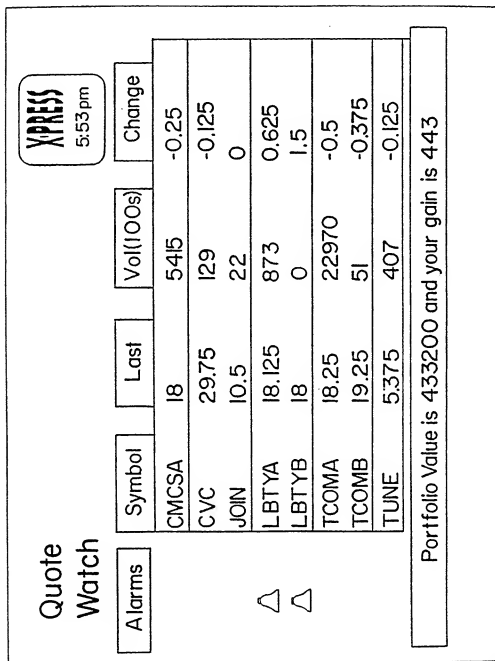 Quote
Watch
X·PRESS
5:53 pm
Alarms Symbol Last Vol(100s) Change
CMCSA 18 5415 -0.25
CVC 29.75 129 -0.125
JOIN 10.5 22 0
LBTYA 18.125 873 0.625
LBTYB 18 0 1.5
TCOMA 18.25 22970 -0.5
TCOMB 19.25 51 -0.375
TUNE 5.375 407 -0.125
Portfolio Value is 433200 and your gain is 443